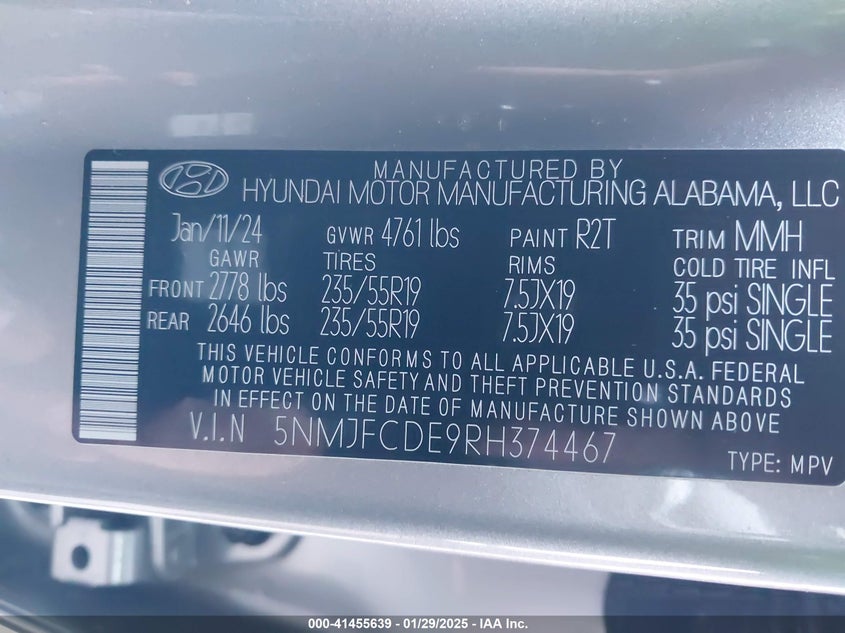 MANUFACTURED BY
HYUNDAI MOTOR MANUFACTURING ALABAMA, LLC
Jan/11/24 GVWR 4761 lbs PAINT R2T TRIM MMH
GAWR TIRES RIMS COLD TIRE INFL
FRONT 2778 lbs 235/55R19 7.5JX19 35 psi SINGLE
REAR 2646 lbs 235/55R19 7.5JX19 35 psi SINGLE
THIS VEHICLE CONFORMS TO ALL APPLICABLE U.S.A. FEDERAL
MOTOR VEHICLE SAFETY AND THEFT PREVENTION STANDARDS
IN EFFECT ON THE DATE OF MANUFACTURE SHOWN ABOVE
V.I.N 5NMJFCDE9RH374467
TYPE: MPV
000-41455639 - 01/29/2025 - IAA Inc.